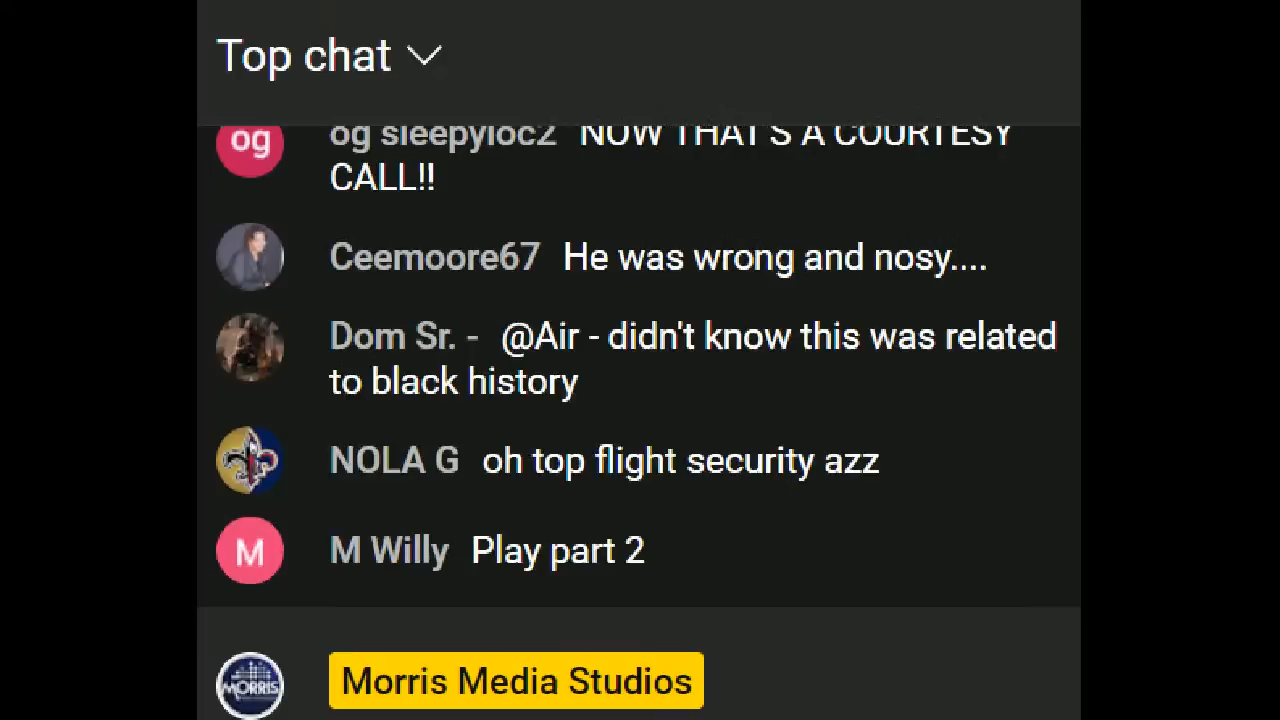 Top chat
og og sleepyloc2 NOW THAT'S A COURTESY
CALL!!
Ceemoore67 He was wrong and nosy....
Dom Sr. - @Air - didn't know this was related
to black history
NOLA G oh top flight security azz
M M Willy Play part 2
MORRIS Morris Media Studios